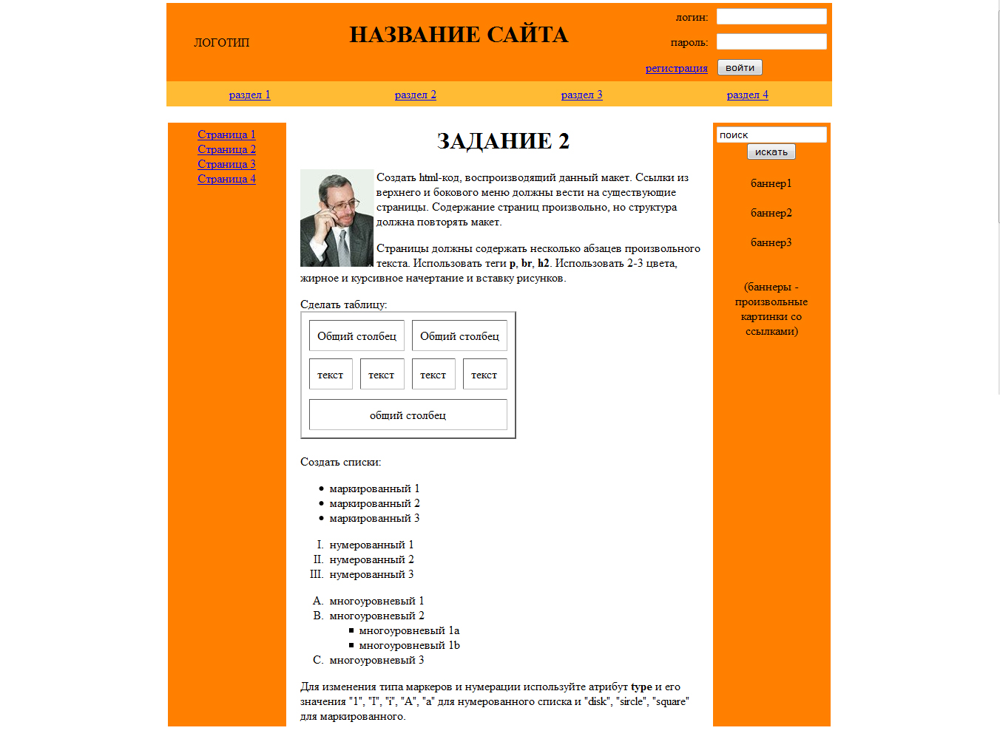 ЛОГОТИП
НАЗВАНИЕ САЙТА
логин:
пароль:
регистрация
войти
раздел 1
раздел 2
раздел 3
раздел 4
Страница 1
Страница 2
Страница 3
Страница 4
ЗАДАНИЕ 2
Создать html-код, воспроизводящий данный макет. Ссылки из
верхнего и бокового меню должны вести на существующие
страницы. Содержание страниц произвольно, но структура
должна повторять макет.
Страницы должны содержать несколько абзацев произвольного
текста. Использовать теги p, br, h2. Использовать 2-3 цвета,
жирное и курсивное начертание и вставку рисунков.
Сделать таблицу:
Общий столбец
Общий столбец
текст
текст
текст
текст
общий столбец
Создать списки:
• маркированный 1
• маркированный 2
• маркированный 3
I. нумерованный 1
II. нумерованный 2
III. нумерованный 3
A. многоуровневый 1
B. многоуровневый 2
▪ многоуровневый 1a
▪ многоуровневый 1b
C. многоуровневый 3
Для изменения типа маркеров и нумерации используйте атрибут type и его
значения "1", "I", "i", "A", "a" для нумерованного списка и "disk", "sircle", "square"
для маркированного.
поиск
искать
баннер1
баннер2
баннер3
(баннеры -
произвольные
картинки со
ссылками)